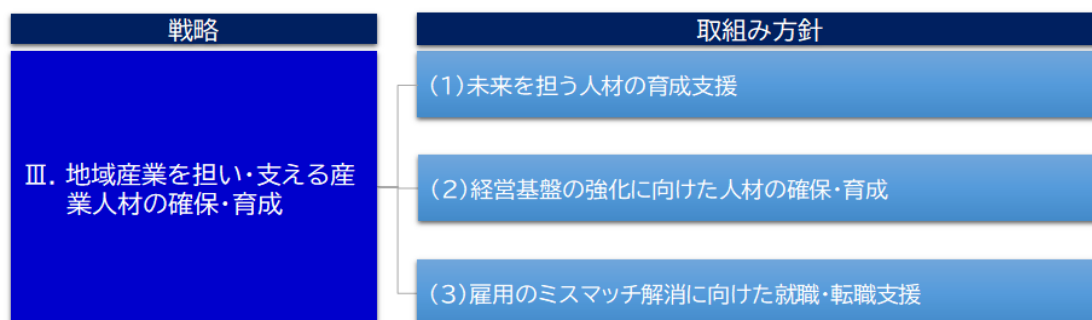 戦略
取組み方針
Ⅲ. 地域産業を担い・支える産
業人材の確保・育成
(1)未来を担う人材の育成支援
(2)経営基盤の強化に向けた人材の確保・育成
(3)雇用のミスマッチ解消に向けた就職・転職支援